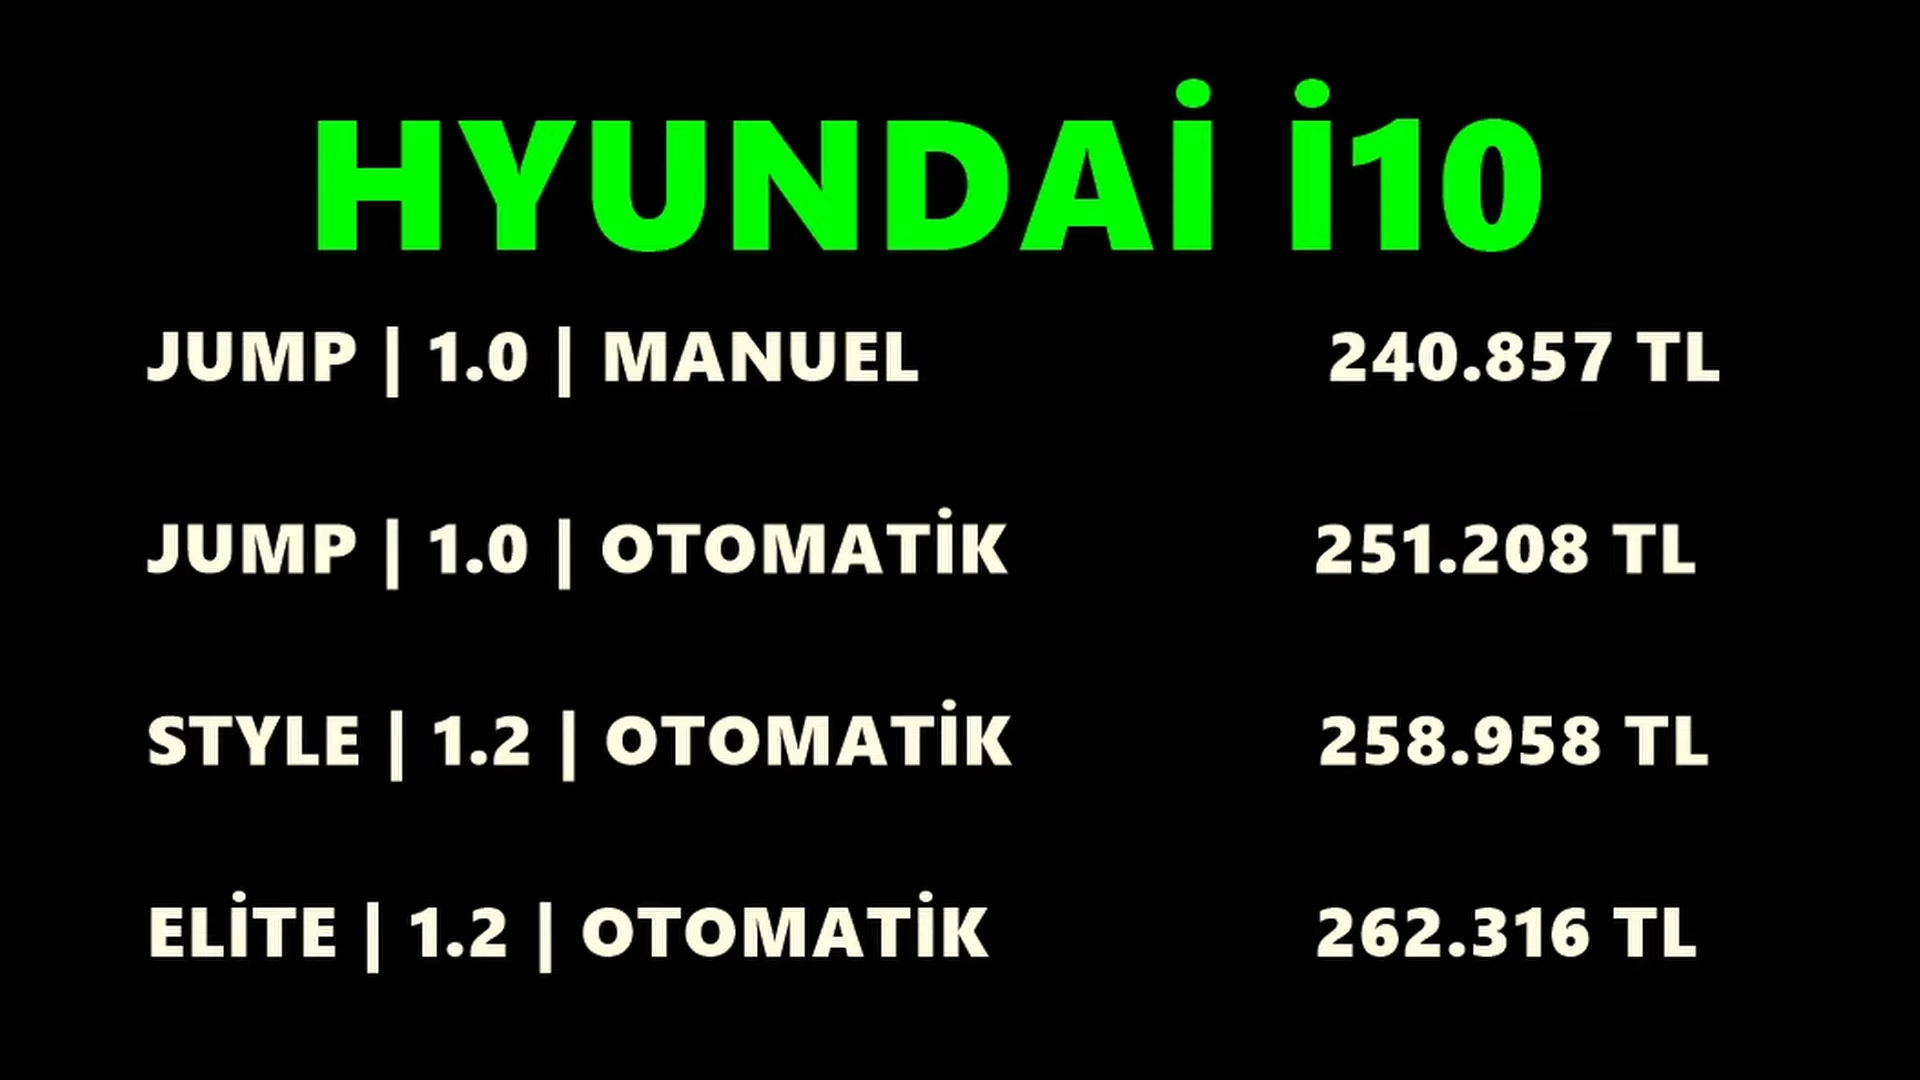 HYUNDAİ İ10
JUMP | 1.0 | MANUEL 240.857 TL
JUMP | 1.0 | OTOMATİK 251.208 TL
STYLE | 1.2 | OTOMATİK 258.958 TL
ELİTE | 1.2 | OTOMATİK 262.316 TL